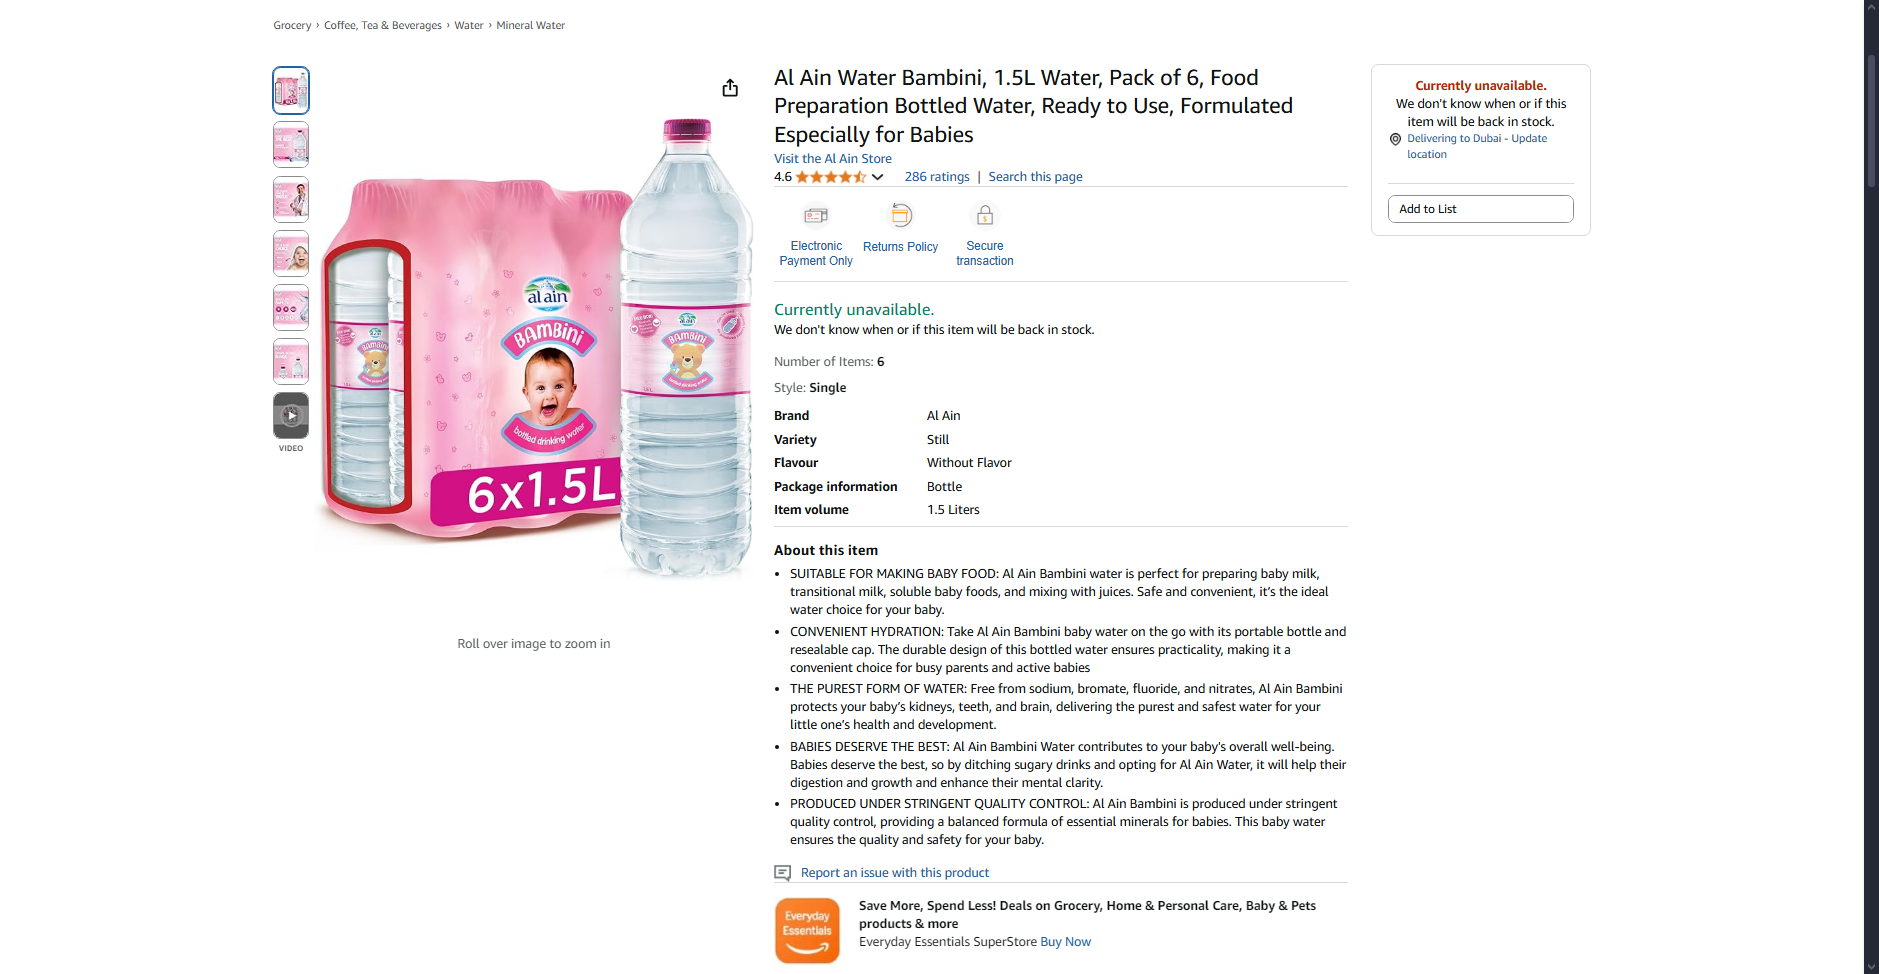 Grocery › Coffee, Tea & Beverages › Water › Mineral Water
VIDEO
al ain
BAMBINI
bottled drinking water
6x1.5L
al ain
BAMBINI
bottled drinking water
BAMBINI
Roll over image to zoom in
Al Ain Water Bambini, 1.5L Water, Pack of 6, Food
Preparation Bottled Water, Ready to Use, Formulated
Especially for Babies
Visit the Al Ain Store
4.6
286 ratings | Search this page
Electronic
Payment Only
Returns Policy
Secure
transaction
Currently unavailable.
We don't know when or if this item will be back in stock.
Number of Items: 6
Style: Single
Brand Al Ain
Variety Still
Flavour Without Flavor
Package information Bottle
Item volume 1.5 Liters
About this item
• SUITABLE FOR MAKING BABY FOOD: Al Ain Bambini water is perfect for preparing baby milk,
transitional milk, soluble baby foods, and mixing with juices. Safe and convenient, it’s the ideal
water choice for your baby.
• CONVENIENT HYDRATION: Take Al Ain Bambini baby water on the go with its portable bottle and
resealable cap. The durable design of this bottled water ensures practicality, making it a
convenient choice for busy parents and active babies
• THE PUREST FORM OF WATER: Free from sodium, bromate, fluoride, and nitrates, Al Ain Bambini
protects your baby’s kidneys, teeth, and brain, delivering the purest and safest water for your
little one’s health and development.
• BABIES DESERVE THE BEST: Al Ain Bambini Water contributes to your baby’s overall well-being.
Babies deserve the best, so by ditching sugary drinks and opting for Al Ain Water, it will help their
digestion and growth and enhance their mental clarity.
• PRODUCED UNDER STRINGENT QUALITY CONTROL: Al Ain Bambini is produced under stringent
quality control, providing a balanced formula of essential minerals for babies. This baby water
ensures the quality and safety for your baby.
Report an issue with this product
Everyday
Essentials
Save More, Spend Less! Deals on Grocery, Home & Personal Care, Baby & Pets
products & more
Everyday Essentials SuperStore Buy Now
Currently unavailable.
We don't know when or if this
item will be back in stock.
Delivering to Dubai - Update
location
Add to List